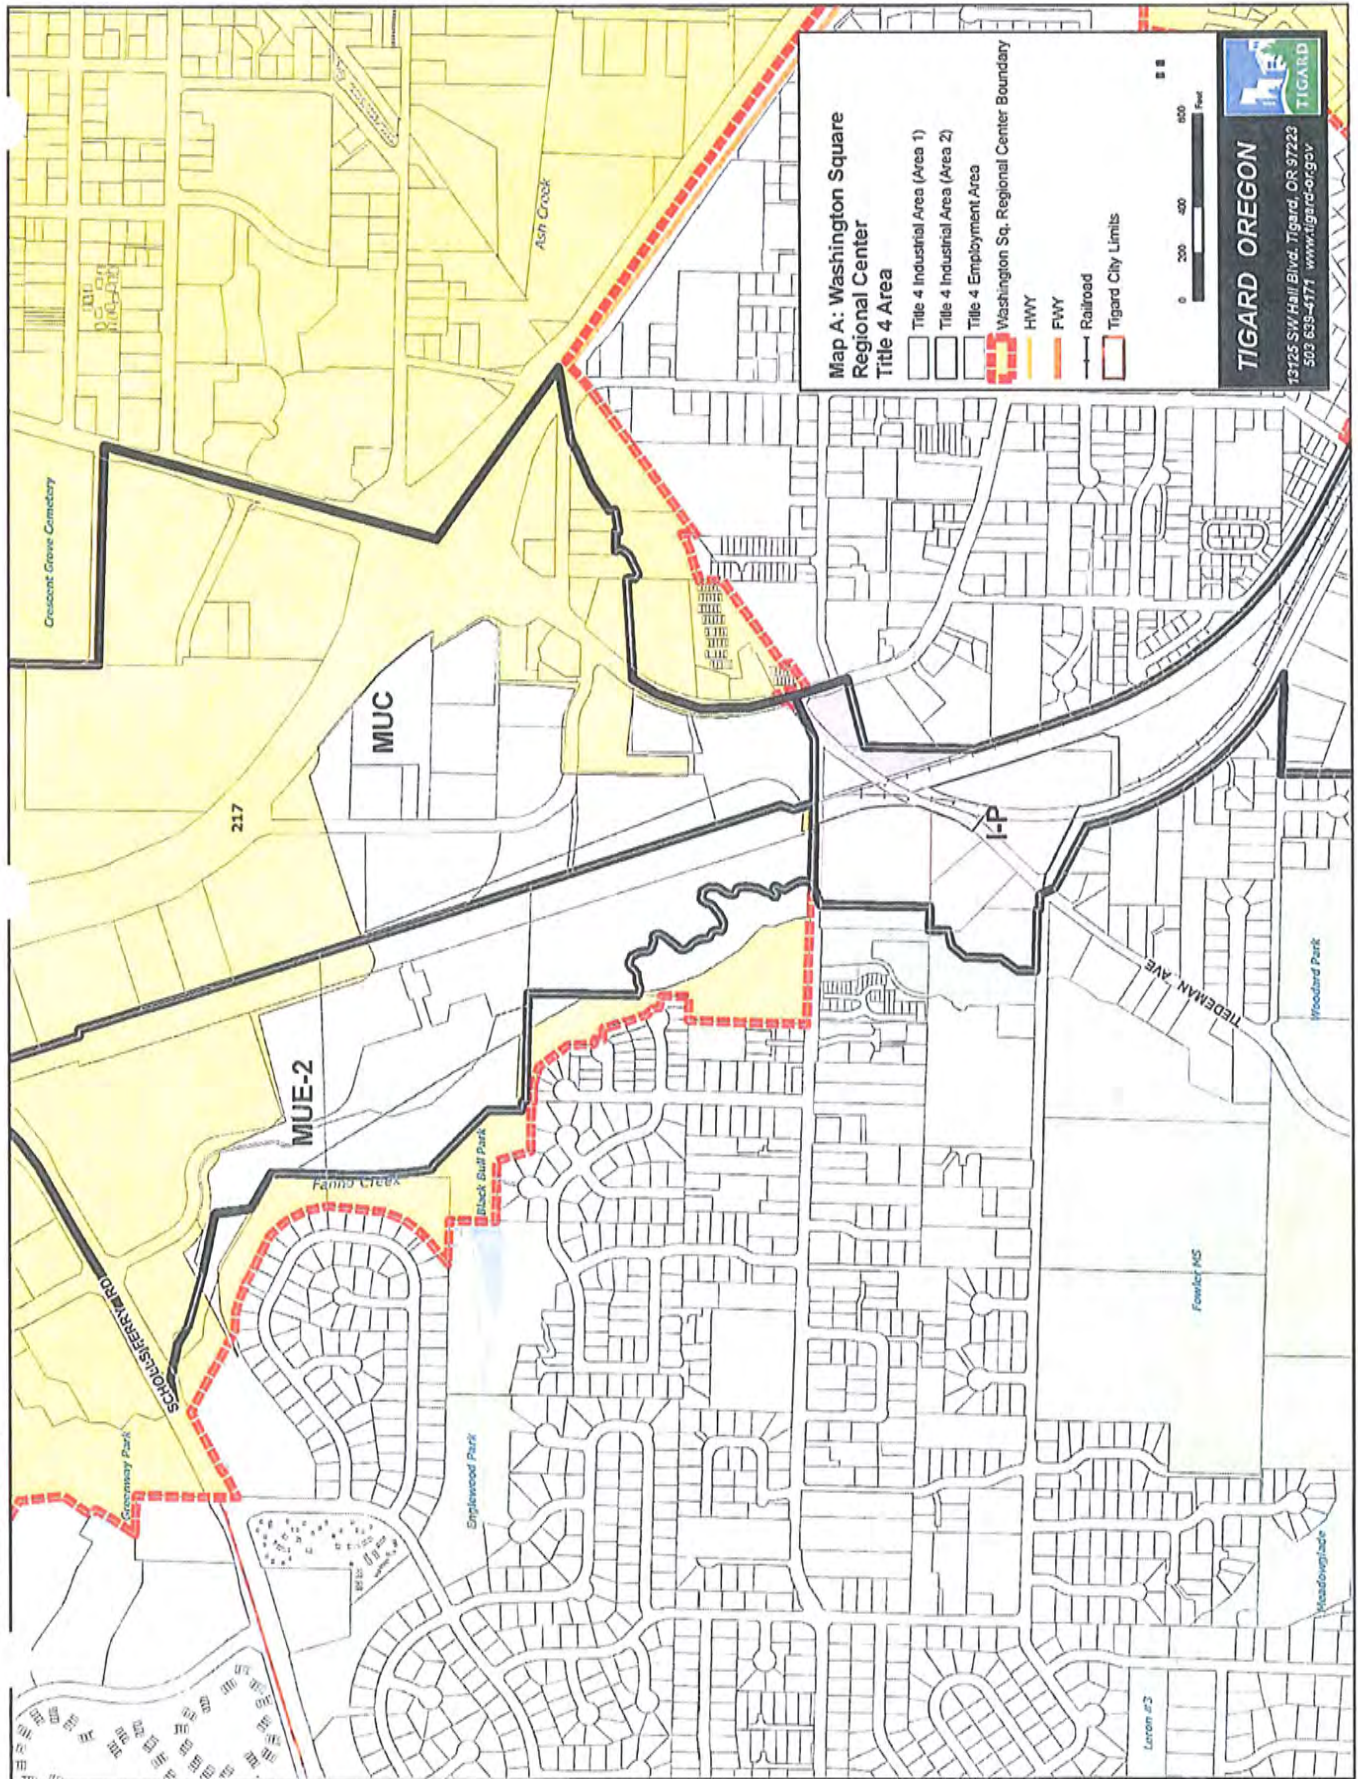 Crescent Grove Cemetery
Ash Creek
217
MUC
MUE-2
Fanno Creek
SCHOLLS FERRY RD
Greenway Park
Black Bull Park
Englewood Park
I-P
TIEDEMAN AVE
Woodard Park
Fowler MS
Meadowglade
Leron #3
Map A: Washington Square
Regional Center
Title 4 Area
Title 4 Industrial Area (Area 1)
Title 4 Industrial Area (Area 2)
Title 4 Employment Area
Washington Sq. Regional Center Boundary
HWY
FWY
Railroad
Tigard City Limits
0 200 400 800
Feet
TIGARD OREGON
13125 SW Hall Blvd. Tigard, OR 97223
503 639-4171 www.tigard-or.gov
TIGARD